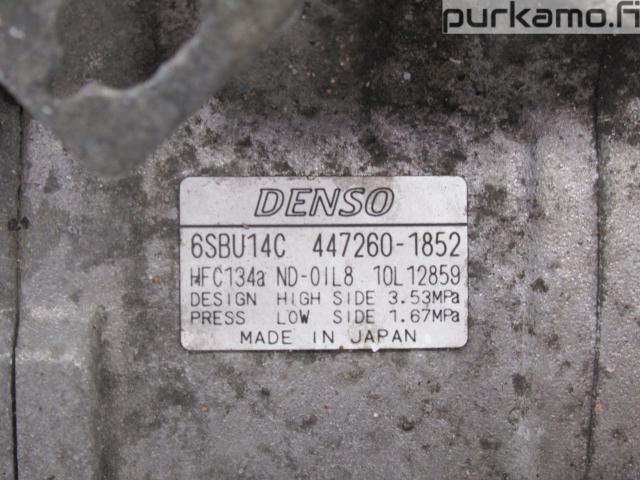 purkamo.fi
DENSO
6SBU14C 447260-1852
HFC134a ND-OIL8 10L12859
DESIGN HIGH SIDE 3.53MPa
PRESS LOW SIDE 1.67MPa
MADE IN JAPAN